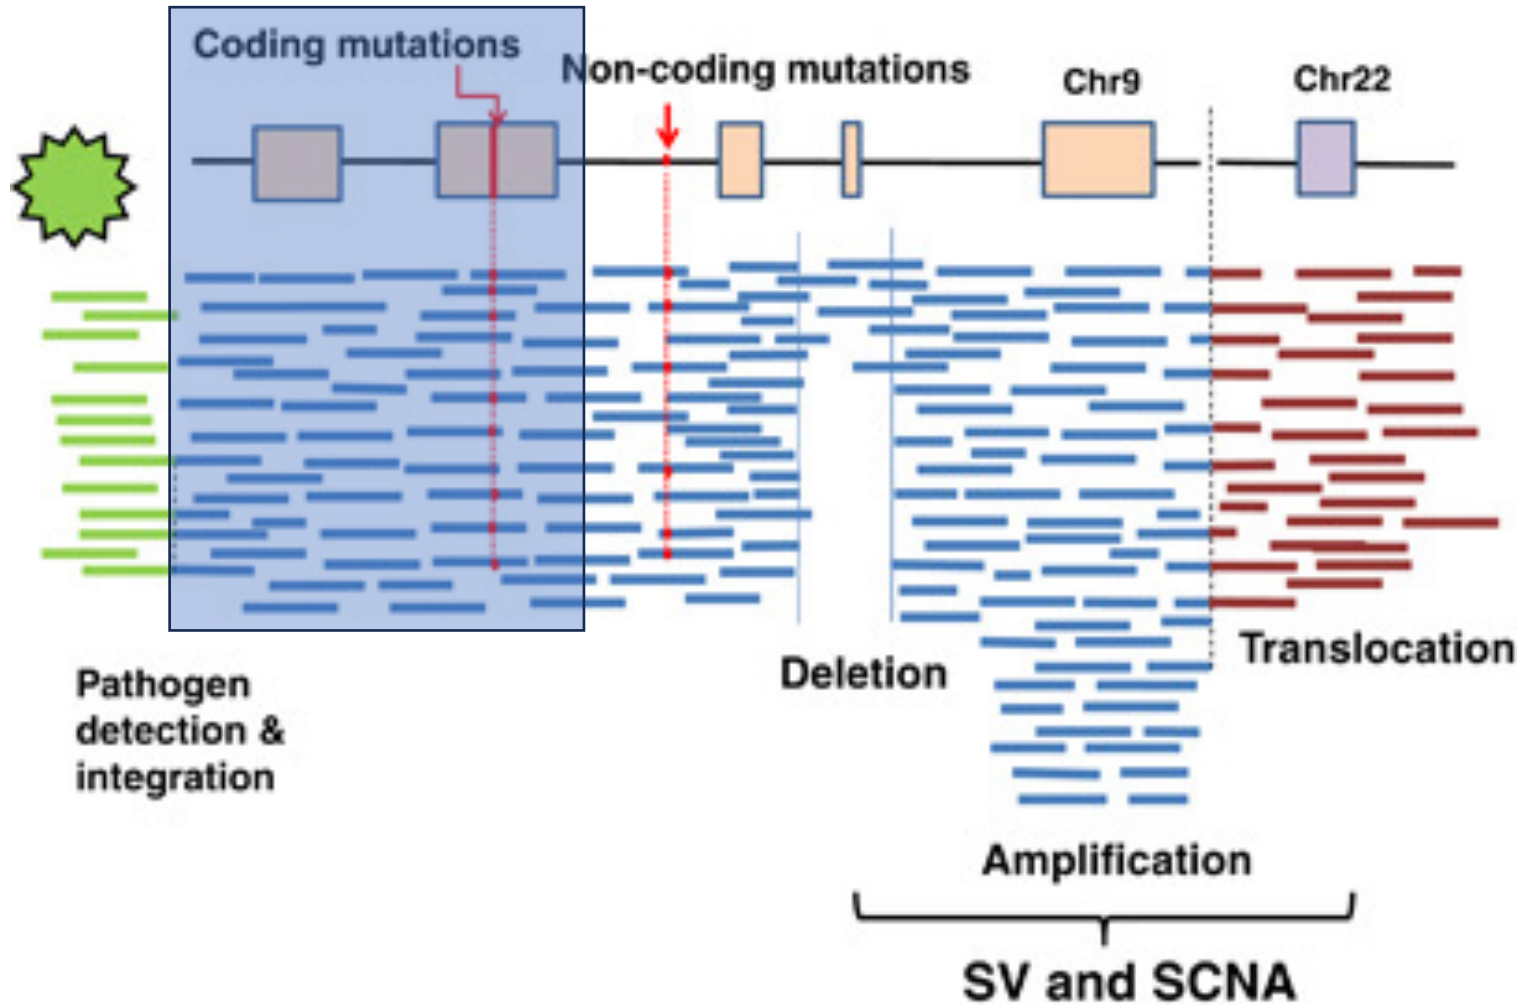 Coding mutations
Non-coding mutations
Chr9
Chr22
Deletion
Translocation
Pathogen
detection &
integration
Amplification
SV and SCNA